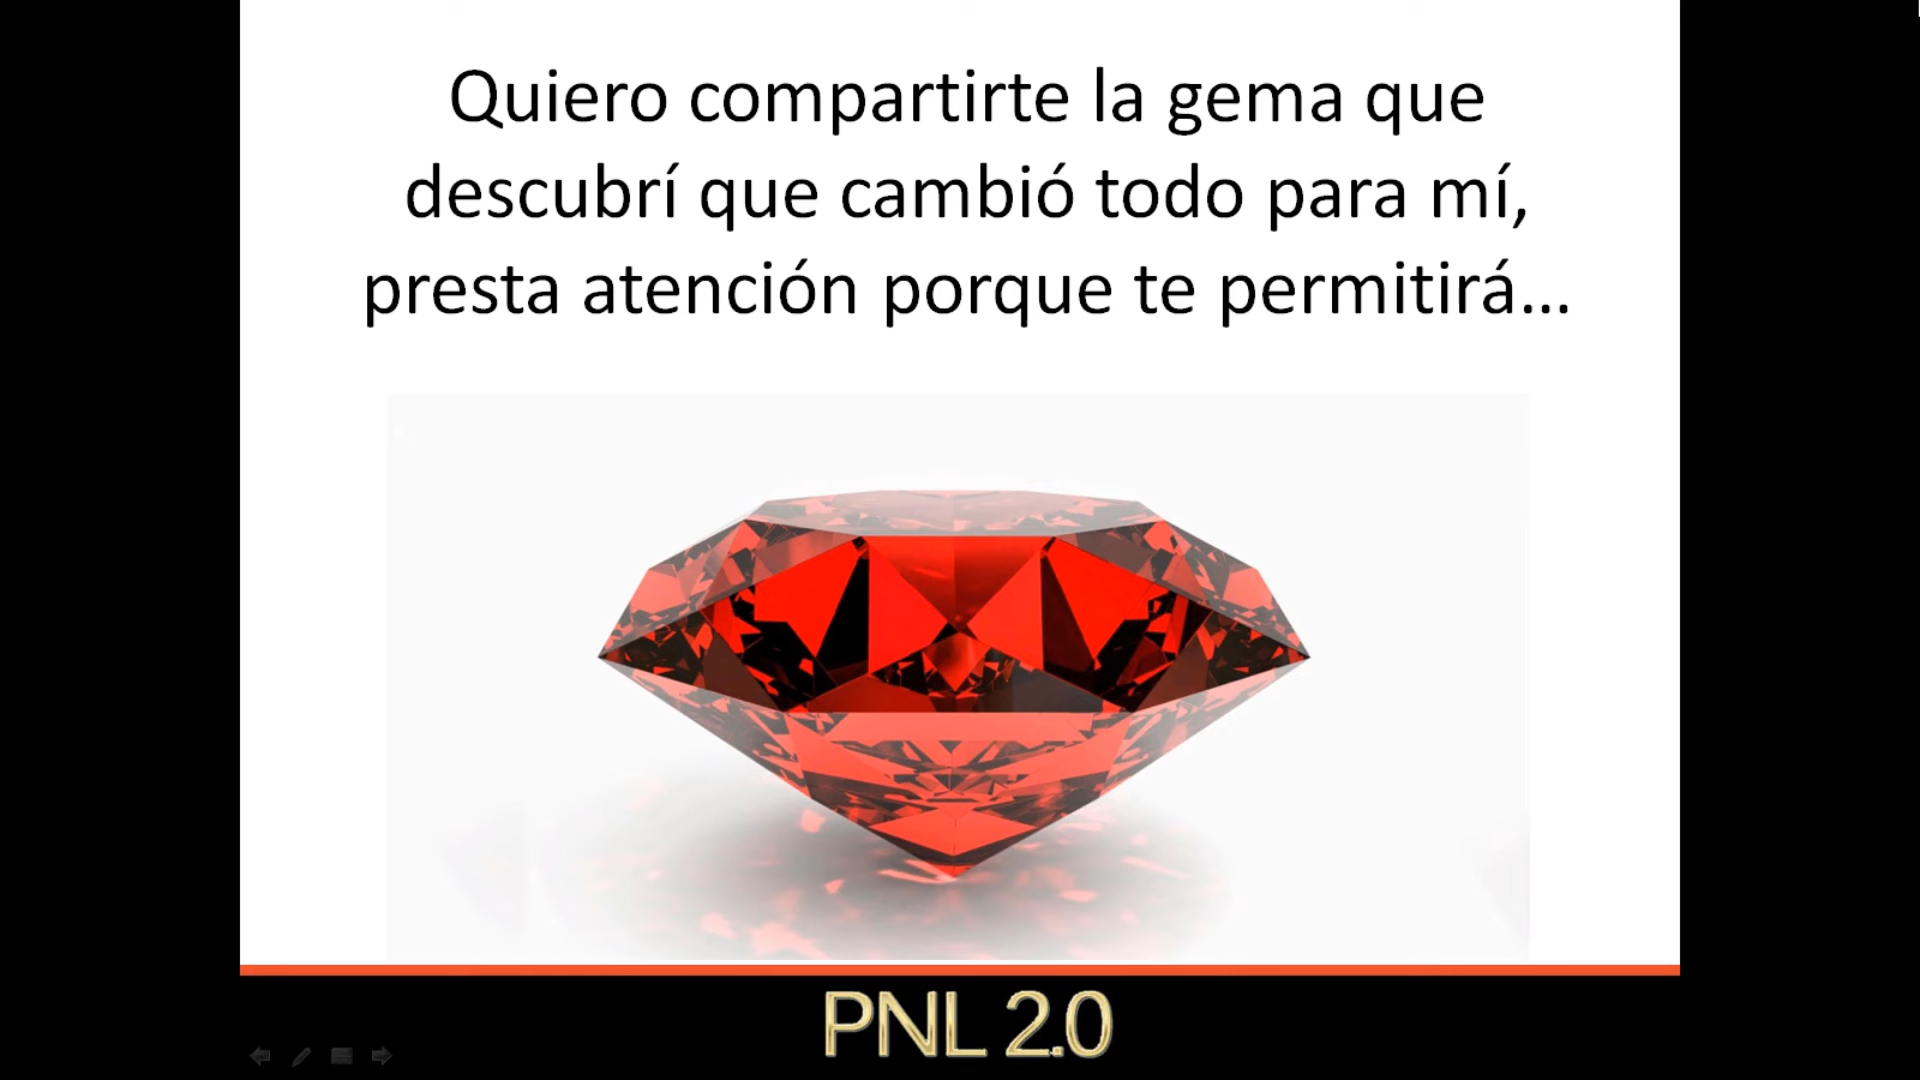 Quiero compartirte la gema que
descubrí que cambió todo para mí,
presta atención porque te permitirá...
PNL 2.0